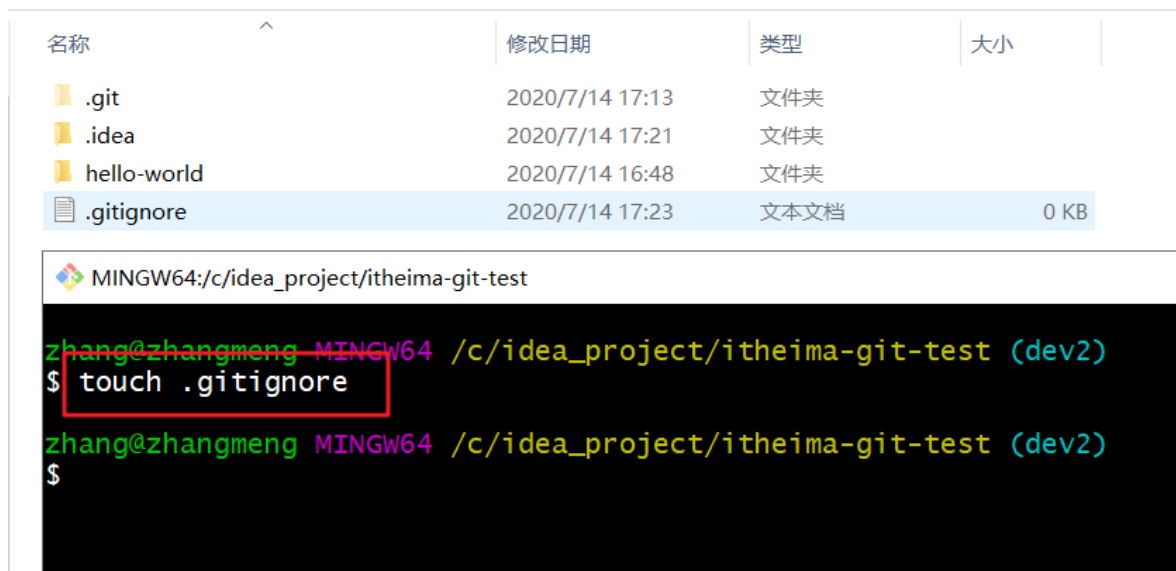 名称 修改日期 类型 大小
.git 2020/7/14 17:13 文件夹
.idea 2020/7/14 17:21 文件夹
hello-world 2020/7/14 16:48 文件夹
.gitignore 2020/7/14 17:23 文本文档 0 KB
MINGW64:/c/idea_project/itheima-git-test
zhang@zhangmeng MINGW64 /c/idea_project/itheima-git-test (dev2)
$ touch .gitignore
zhang@zhangmeng MINGW64 /c/idea_project/itheima-git-test (dev2)
$